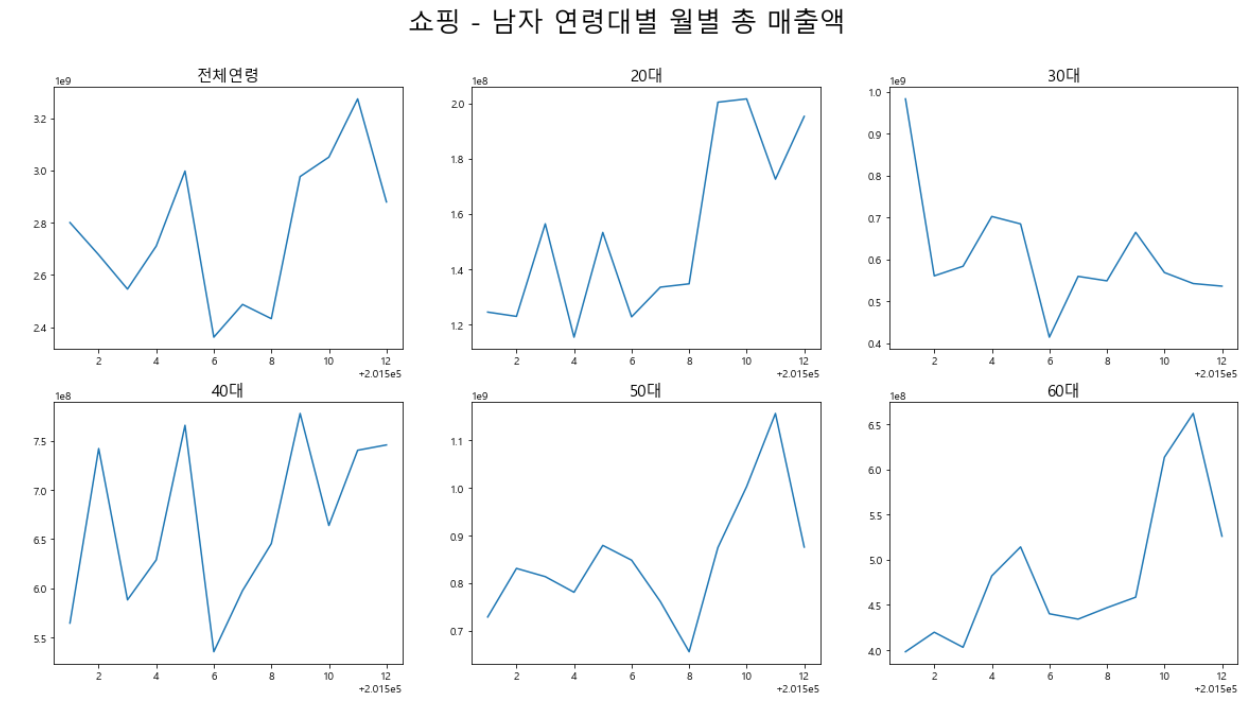 쇼핑 - 남자 연령대별 월별 총 매출액
전체연령
1e9
3.2
3.0
2.8
2.6
2.4
2 4 6 8 10 12
+2.015e5
20대
1e8
2.0
1.8
1.6
1.4
1.2
2 4 6 8 10 12
+2.015e5
30대
1e9
1.0
0.9
0.8
0.7
0.6
0.5
0.4
2 4 6 8 10 12
+2.015e5
40대
1e8
7.5
7.0
6.5
6.0
5.5
2 4 6 8 10 12
+2.015e5
50대
1e9
1.1
1.0
0.9
0.8
0.7
2 4 6 8 10 12
+2.015e5
60대
1e8
6.5
6.0
5.5
5.0
4.5
4.0
2 4 6 8 10 12
+2.015e5